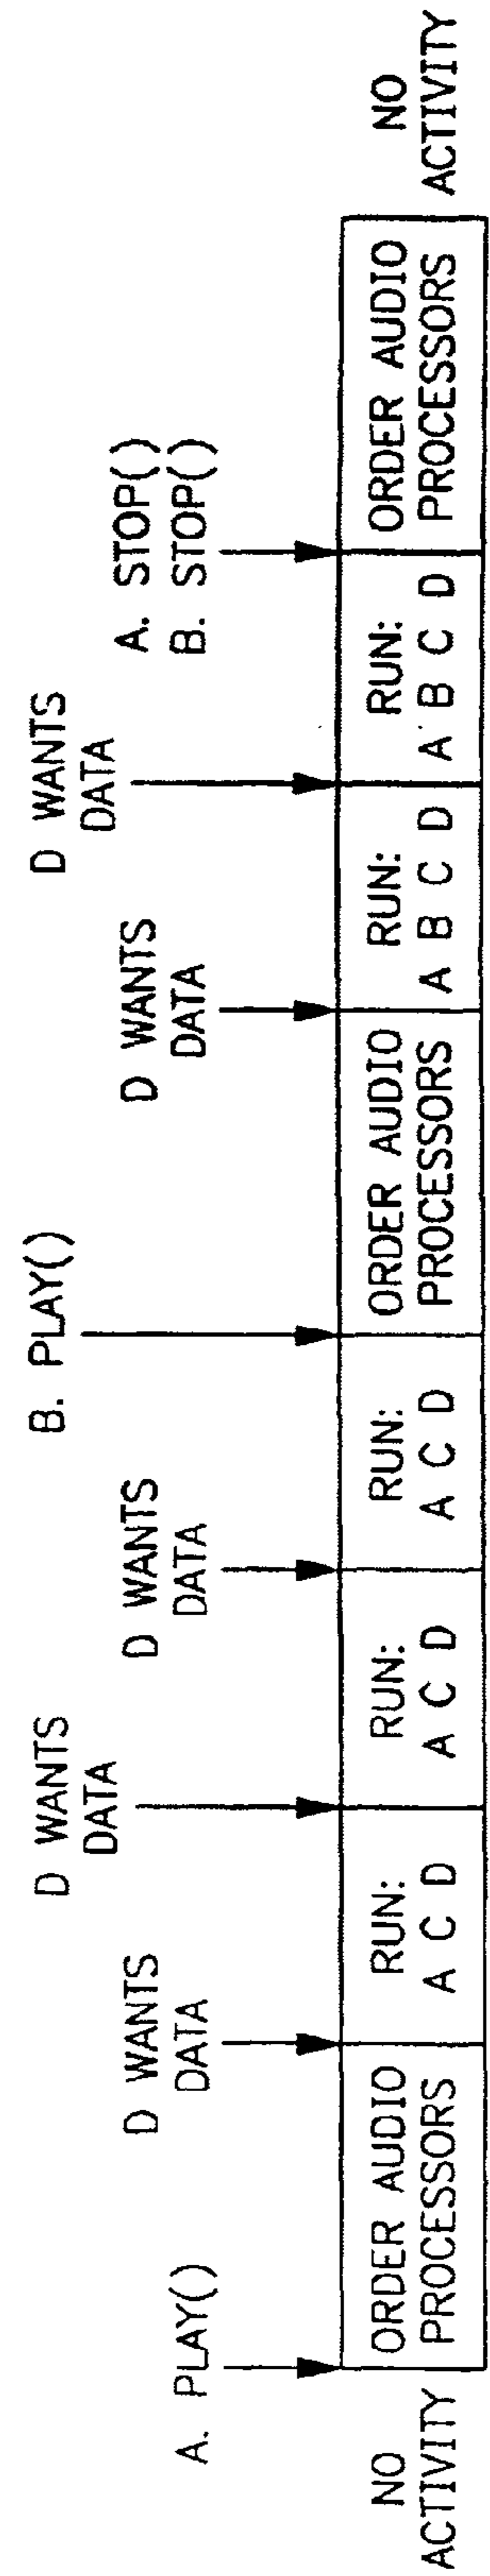 NO
ACTIVITY
A. PLAY()
ORDER AUDIO
PROCESSORS
D WANTS
DATA
RUN:
A C D
D WANTS
DATA
RUN:
A C D
D WANTS
DATA
RUN:
A C D
B. PLAY()
ORDER AUDIO
PROCESSORS
D WANTS
DATA
RUN:
A B C D
D WANTS
DATA
RUN:
A B C D
A. STOP()
B. STOP()
ORDER AUDIO
PROCESSORS
NO
ACTIVITY